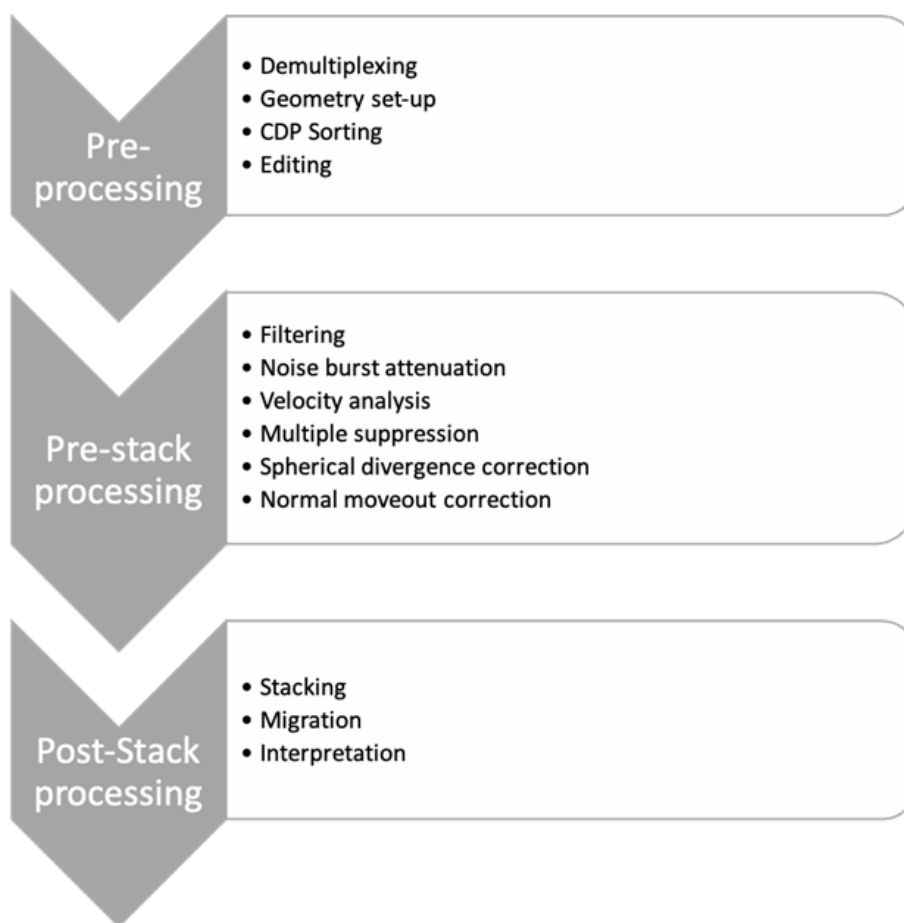 Pre-
processing
• Demultiplexing
• Geometry set-up
• CDP Sorting
• Editing
Pre-stack
processing
• Filtering
• Noise burst attenuation
• Velocity analysis
• Multiple suppression
• Spherical divergence correction
• Normal moveout correction
Post-Stack
processing
• Stacking
• Migration
• Interpretation